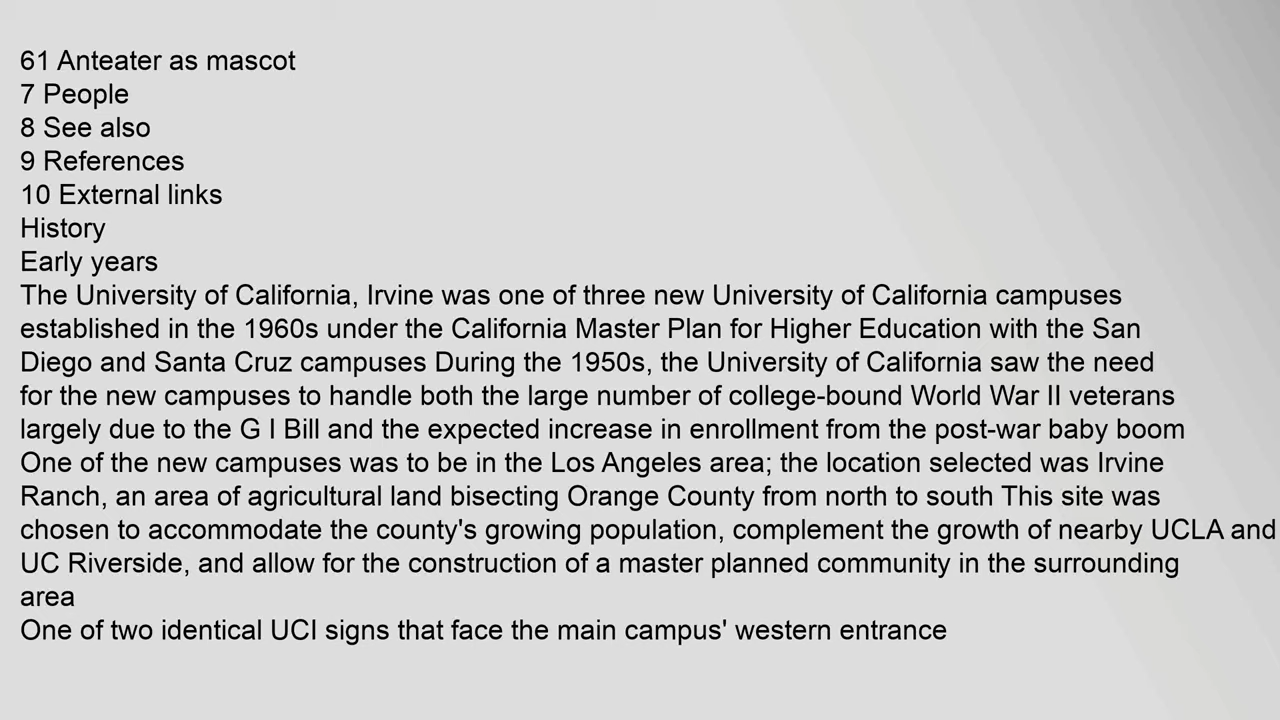 61 Anteater as mascot
7 People
8 See also
9 References
10 External links
History
Early years
The University of California, Irvine was one of three new University of California campuses
established in the 1960s under the California Master Plan for Higher Education with the San
Diego and Santa Cruz campuses During the 1950s, the University of California saw the need
for the new campuses to handle both the large number of college-bound World War II veterans
largely due to the G I Bill and the expected increase in enrollment from the post-war baby boom
One of the new campuses was to be in the Los Angeles area; the location selected was Irvine
Ranch, an area of agricultural land bisecting Orange County from north to south This site was
chosen to accommodate the county's growing population, complement the growth of nearby UCLA and
UC Riverside, and allow for the construction of a master planned community in the surrounding
area
One of two identical UCI signs that face the main campus' western entrance